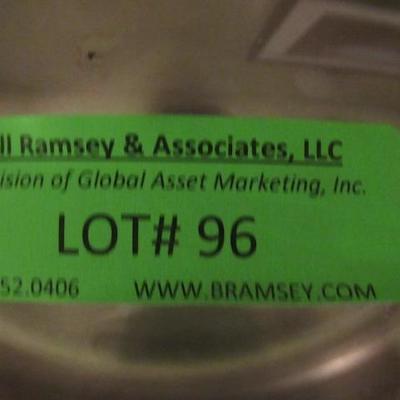 ll Ramsey & Associates, LLC
ision of Global Asset Marketing, Inc.
LOT# 96
52.0406 WWW.BRAMSEY.COM